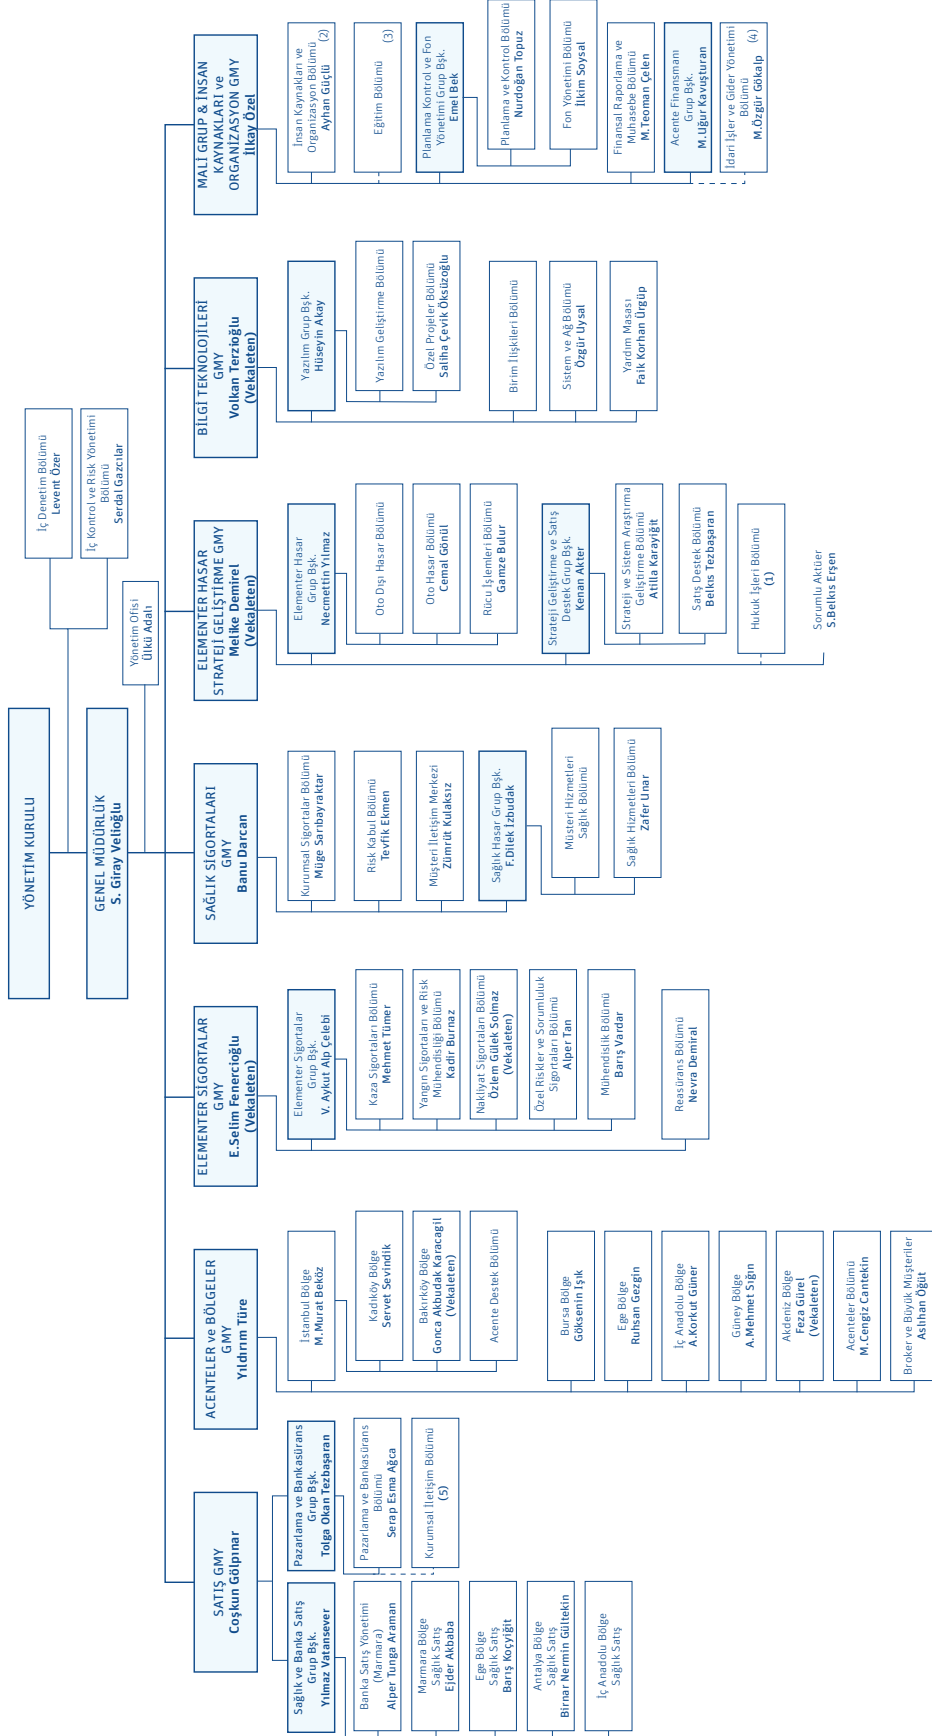 YÖNETİM KURULU
İç Denetim Bölümü
Levent Özer
İç Kontrol ve Risk Yönetimi
Bölümü
Serdal Gazcılar
GENEL MÜDÜRLÜK
S. Giray Velioğlu
Yönetim Ofisi
Ülkü Adalı
SATIŞ GMY
Coşkun Gölpınar
Sağlık ve Banka Satış
Grup Bşk.
Yılmaz Vatansever
Banka Satış Yönetimi
(Marmara)
Alper Tunga Araman
Marmara Bölge
Sağlık Satış
Ejder Akbaba
Ege Bölge
Sağlık Satış
Barış Koçyiğit
Antalya Bölge
Sağlık Satış
Birnar Nermin Gültekin
İç Anadolu Bölge
Sağlık Satış
Pazarlama ve Bankasürans
Grup Bşk.
Tolga Okan Tezbaşaran
Pazarlama ve Bankasürans
Bölümü
Serap Esma Ağca
Kurumsal İletişim Bölümü
(5)
ACENTELER ve BÖLGELER
GMY
Yıldırım Türe
İstanbul Bölge
M.Murat Beköz
Kadıköy Bölge
Servet Sevindik
Bakırköy Bölge
Gonca Akbudak Karacagil
(Vekaleten)
Acente Destek Bölümü
Bursa Bölge
Göksenin Işık
Ege Bölge
Ruhsan Gezgin
İç Anadolu Bölge
A.Korkut Güner
Güney Bölge
A.Mehmet Sığın
Akdeniz Bölge
Feza Gürel
(Vekaleten)
Acenteler Bölümü
M.Cengiz Cantekin
Broker ve Büyük Müşteriler
Aslıhan Öğüt
ELEMENTER SİGORTALAR
GMY
E.Selim Fenercioğlu
(Vekaleten)
Elementer Sigortalar
Grup Bşk.
V. Aykut Alp Çelebi
Kaza Sigortaları Bölümü
Mehmet Tümer
Yangın Sigortaları ve Risk
Mühendisliği Bölümü
Kadir Burnaz
Nakliyat Sigortaları Bölümü
Özlem Gülek Solmaz
(Vekaleten)
Özel Riskler ve Sorumluluk
Sigortaları Bölümü
Alper Tan
Mühendislik Bölümü
Barış Vardar
Reasürans Bölümü
Nevra Demiral
SAĞLIK SİGORTALARI
GMY
Banu Darcan
Kurumsal Sigortalar Bölümü
Müge Sarıbayraktar
Risk Kabul Bölümü
Tevfik Ekmen
Müşteri İletişim Merkezi
Zümrüt Kulaksız
Sağlık Hasar Grup Bşk.
F.Dilek İzbudak
Müsteri Hizmetleri
Sağlık Bölümü
Sağlık Hizmetleri Bölümü
Zafer Unar
ELEMENTER HASAR
STRATEJİ GELİŞTİRME GMY
Melike Demirel
(Vekaleten)
Elementer Hasar
Grup Bşk.
Necmettin Yılmaz
Oto Dışı Hasar Bölümü
Oto Hasar Bölümü
Cemal Gönül
Rücu İşlemleri Bölümü
Gamze Bulur
Strateji Geliştirme ve Satış
Destek Grup Bşk.
Kenan Akter
Strateji ve Sistem Araştırma
Geliştirme Bölümü
Atilla Karayiğit
Satış Destek Bölümü
Belkıs Tezbaşaran
Hukuk İşleri Bölümü
(1)
Sorumlu Aktüer
S.Belkıs Erşen
BİLGİ TEKNOLOJİLERİ
GMY
Volkan Terzioğlu
(Vekaleten)
Yazılım Grup Bşk.
Hüseyin Akay
Yazılım Geliştirme Bölümü
Özel Projeler Bölümü
Saliha Çevik Öksüzoğlu
Birim İlişkileri Bölümü
Sistem ve Ağ Bölümü
Özgür Uysal
Yardım Masası
Faik Korhan Ürgüp
MALİ GRUP & İNSAN
KAYNAKLARI ve
ORGANİZASYON GMY
İlkay Özel
İnsan Kaynakları ve
Organizasyon Bölümü
Ayhan Güçlü
(2)
Eğitim Bölümü
(3)
Planlama Kontrol ve Fon
Yönetimi Grup Bşk.
Emel Bek
Planlama ve Kontrol Bölümü
Nurdoğan Topuz
Fon Yönetimi Bölümü
İlkim Soysal
Finansal Raporlama ve
Muhasebe Bölümü
M.Teoman Çelen
Acente Finansmanı
Grup Bşk.
M.Uğur Kavuşturan
İdari İşler ve Gider Yönetimi
Bölümü
M.Özgür Gökalp
(4)